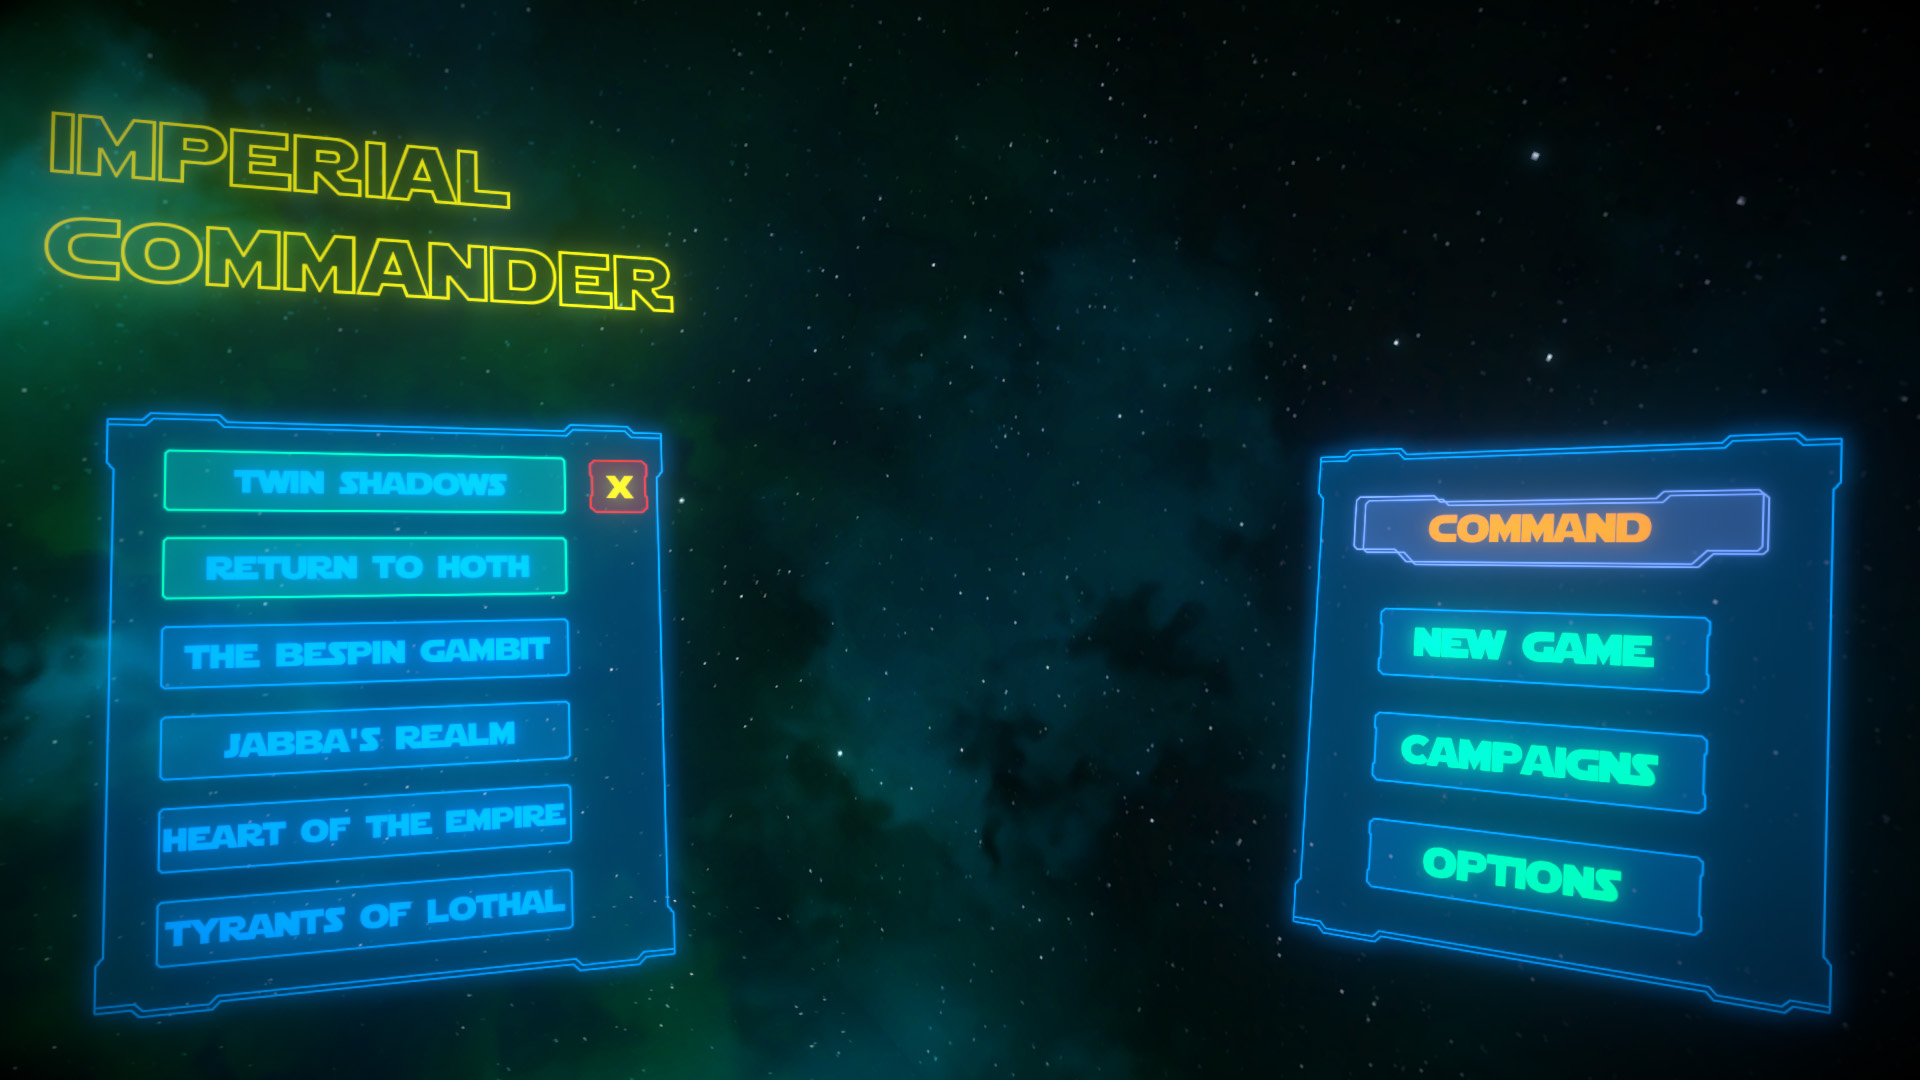 IMPERIAL
COMMANDER
TWIN SHADOWS
X
RETURN TO HOTH
THE BESPIN GAMBIT
JABBA'S REALM
HEART OF THE EMPIRE
TYRANTS OF LOTHAL
COMMAND
NEW GAME
CAMPAIGNS
OPTIONS